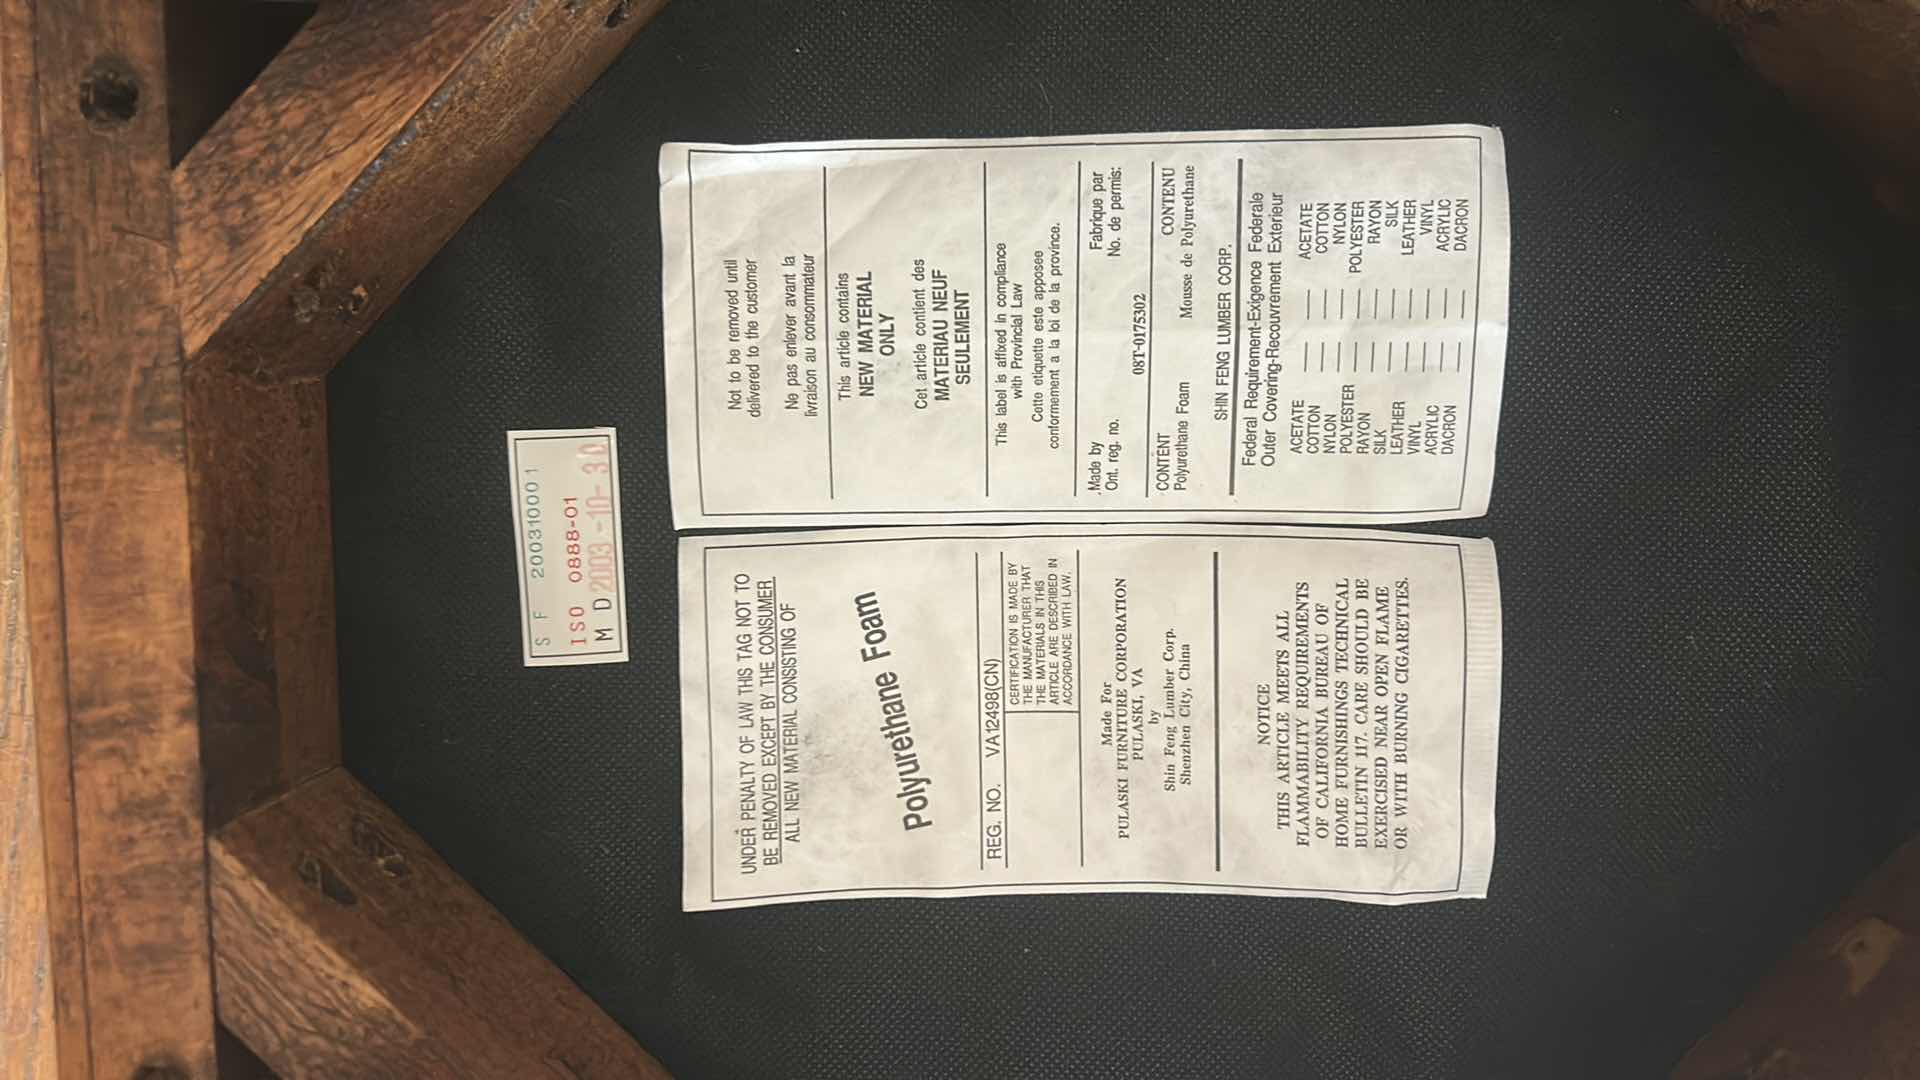 S F 200310001
ISO 0888-01
M D 2003-10-30
UNDER PENALTY OF LAW THIS TAG NOT TO
BE REMOVED EXCEPT BY THE CONSUMER
ALL NEW MATERIAL CONSISTING OF
Polyurethane Foam
REG. NO. VA12498(CN)
CERTIFICATION IS MADE BY
THE MANUFACTURER THAT
THE MATERIALS IN THIS
ARTICLE ARE DESCRIBED IN
ACCORDANCE WITH LAW.
Made For
PULASKI FURNITURE CORPORATION
PULASKI, VA
by
Shin Feng Lumber Corp.
Shenzhen City, China
NOTICE
THIS ARTICLE MEETS ALL
FLAMMABILITY REQUIREMENTS
OF CALIFORNIA BUREAU OF
HOME FURNISHINGS TECHNICAL
BULLETIN 117. CARE SHOULD BE
EXERCISED NEAR OPEN FLAME
OR WITH BURNING CIGARETTES.
Not to be removed until
delivered to the customer
Ne pas enlever avant la
livraison au consommateur
This article contains
NEW MATERIAL
ONLY
Cet article contient des
MATERIAU NEUF
SEULEMENT
This label is affixed in compliance
with Provincial Law
Cette etiquette este apposee
conformement a la loi de la province.
Made by Fabrique par
Ont. reg. no. No. de permis:
08T-0175302
CONTENT CONTENU
Polyurethane Foam Mousse de Polyurethane
SHIN FENG LUMBER CORP.
Federal Requirement-Exigence Federale
Outer Covering-Recouvrement Exterieur
ACETATE ACETATE
COTTON COTTON
NYLON NYLON
POLYESTER POLYESTER
RAYON RAYON
SILK SILK
LEATHER LEATHER
VINYL VINYL
ACRYLIC ACRYLIC
DACRON DACRON